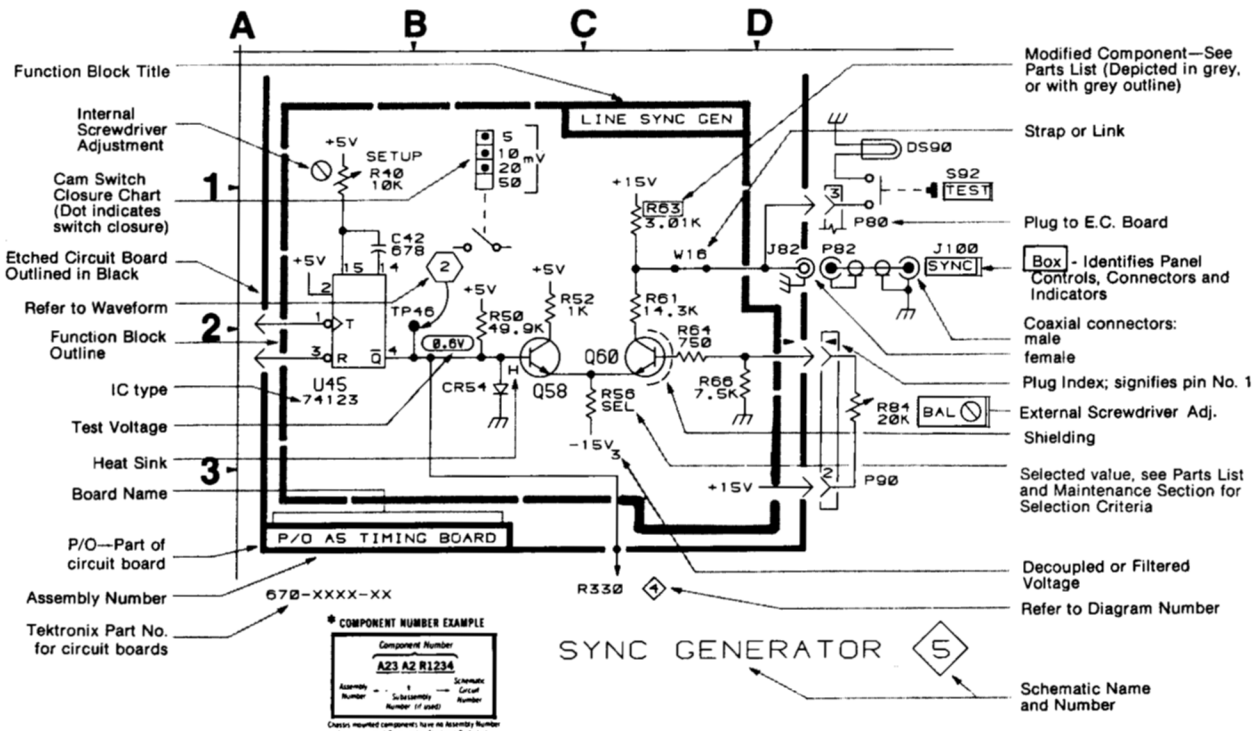 A
B
C
D
1
2
3
Function Block Title
Internal
Screwdriver
Adjustment
Cam Switch
Closure Chart
(Dot indicates
switch closure)
Etched Circuit Board
Outlined in Black
Refer to Waveform
Function Block
Outline
IC type
Test Voltage
Heat Sink
Board Name
P/O—Part of
circuit board
Assembly Number
Tektronix Part No.
for circuit boards
LINE SYNC GEN
+5V
SETUP
R40
10K
5
10
20
50
mV
C42
678
+5V
15
14
2
1
T
3
R
Q̅
4
U45
74123
2
TP46
0.6V
+5V
R50
49.9K
CR54
H
+5V
R52
1K
Q58
Q60
+15V
R63
3.01K
W16
R61
14.3K
R64
750
R66
7.5K
R56
SEL
-15V
3
+15V
P/O A5 TIMING BOARD
670-XXXX-XX
R330
4
DS90
S92
TEST
3
P80
J82
P82
J100
SYNC
1
R84
20K
BAL
2
P90
Modified Component—See
Parts List (Depicted in grey,
or with grey outline)
Strap or Link
Plug to E.C. Board
Box - Identifies Panel
Controls, Connectors and
Indicators
Coaxial connectors:
male
female
Plug Index; signifies pin No. 1
External Screwdriver Adj.
Shielding
Selected value, see Parts List
and Maintenance Section for
Selection Criteria
Decoupled or Filtered
Voltage
Refer to Diagram Number
Schematic Name
and Number
SYNC GENERATOR
5
* COMPONENT NUMBER EXAMPLE
Component Number
A23 A2 R1234
Assembly
Number
Subassembly
Number (if used)
Schematic
Circuit
Number
Chassis mounted components have no Assembly Number